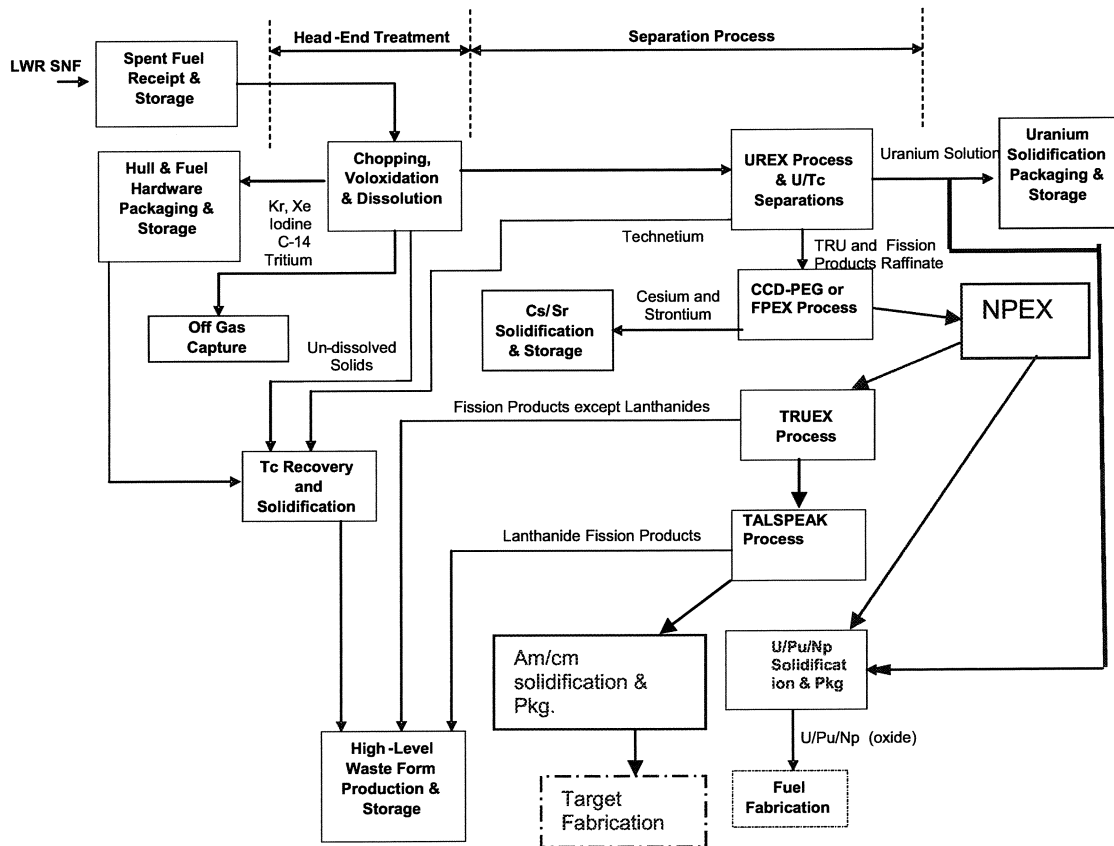 Head-End Treatment
Separation Process
LWR SNF
Spent Fuel
Receipt &
Storage
Hull & Fuel
Hardware
Packaging &
Storage
Chopping,
Voloxidation
& Dissolution
UREX Process
& U/Tc
Separations
Uranium Solution
Uranium
Solidification
Packaging &
Storage
Kr, Xe
Iodine
C-14
Tritium
Technetium
TRU and Fission
Products Raffinate
Off Gas
Capture
Cs/Sr
Solidification
& Storage
Cesium and
Strontium
CCD-PEG or
FPEX Process
NPEX
Un-dissolved
Solids
Fission Products except Lanthanides
TRUEX
Process
Tc Recovery
and
Solidification
Lanthanide Fission Products
TALSPEAK
Process
Am/cm
solidification &
Pkg.
U/Pu/Np
Solidificat
ion & Pkg
High-Level
Waste Form
Production &
Storage
U/Pu/Np (oxide)
Target
Fabrication
Fuel
Fabrication